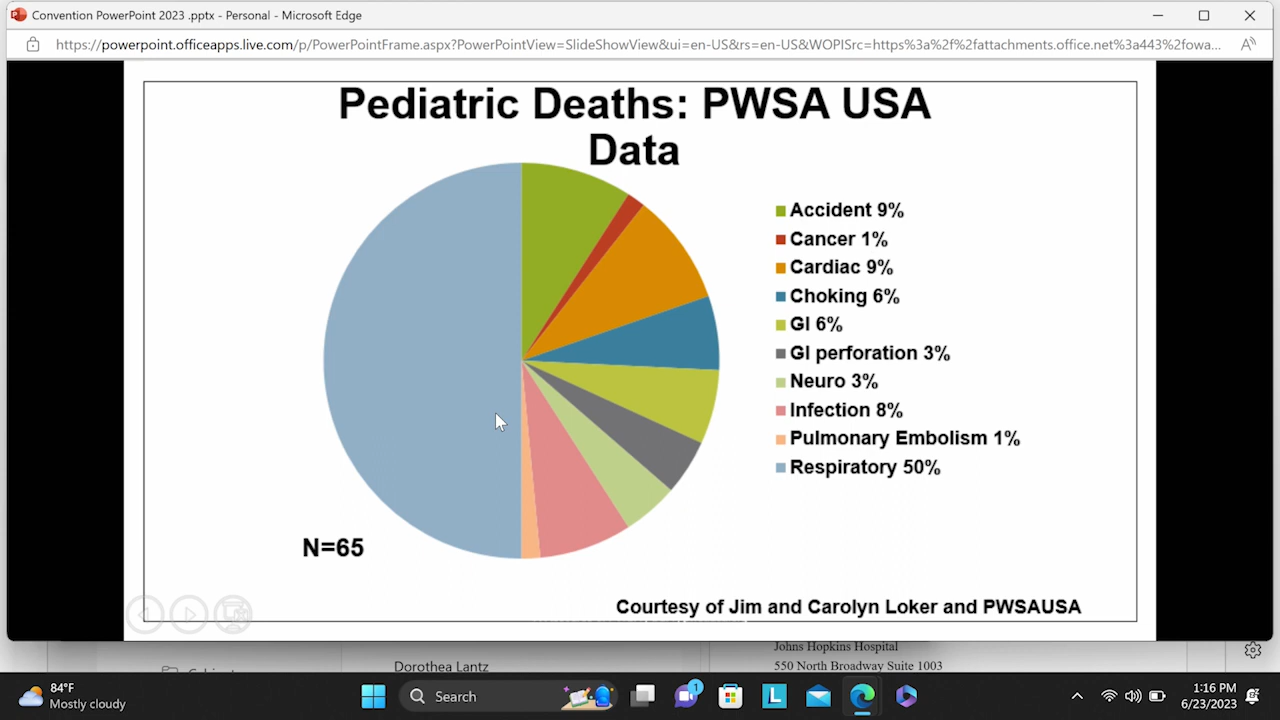 Convention PowerPoint 2023 .pptx - Personal - Microsoft Edge
https://powerpoint.officeapps.live.com/p/PowerPointFrame.aspx?PowerPointView=SlideShowView&ui=en-US&rs=en-US&WOPISrc=https%3a%2f%2fattachments.office.net%3a443%2fowa...
Pediatric Deaths: PWSA USA
Data
Accident 9%
Cancer 1%
Cardiac 9%
Choking 6%
GI 6%
GI perforation 3%
Neuro 3%
Infection 8%
Pulmonary Embolism 1%
Respiratory 50%
N=65
Courtesy of Jim and Carolyn Loker and PWSAUSA
Johns Hopkins Hospital
Dorothea Lantz
550 North Broadway Suite 1003
84°F
Mostly cloudy
Search
1
L
1:16 PM
6/23/2023